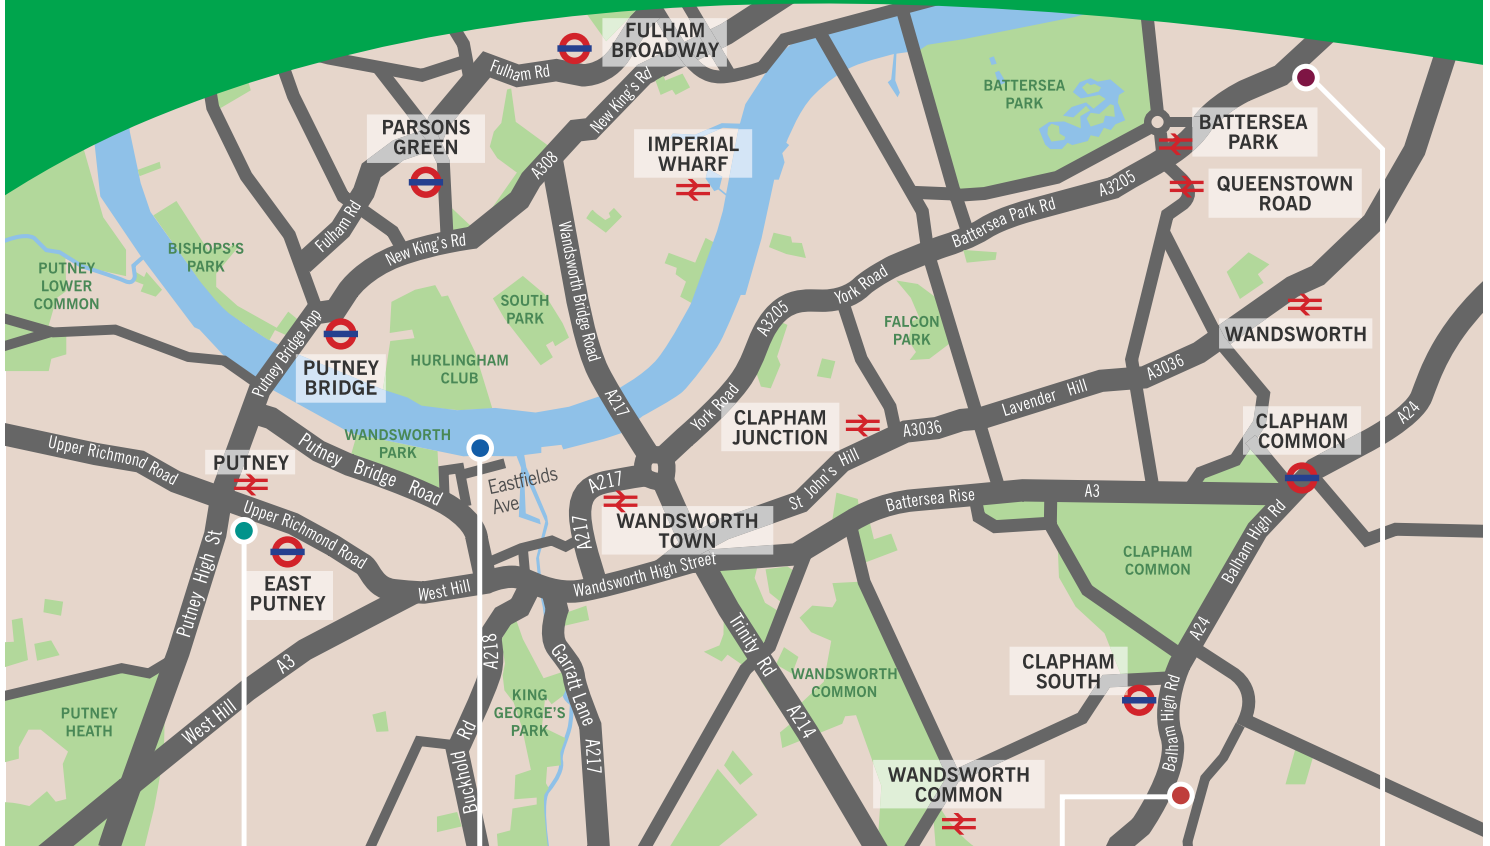 FULHAM
BROADWAY
Fulham Rd
New King's Rd
BATTERSEA
PARK
PARSONS
GREEN
IMPERIAL
WHARF
BATTERSEA
PARK
A308
A3205
QUEENSTOWN
ROAD
Fulham Rd
New King's Rd
Battersea Park Rd
BISHOPS'S
PARK
PUTNEY
LOWER
COMMON
Wandsworth Bridge Road
SOUTH
PARK
York Road
A3205
FALCON
PARK
WANDSWORTH
Putney Bridge App
PUTNEY
BRIDGE
HURLINGHAM
CLUB
A3036
Lavender Hill
A217
York Road
CLAPHAM
JUNCTION
A3036
CLAPHAM
COMMON
A24
Upper Richmond Road
WANDSWORTH
PARK
PUTNEY
Putney Bridge Road
Eastfields
Ave
A217
St John's Hill
Battersea Rise
A3
Upper Richmond Road
A217
WANDSWORTH
TOWN
Putney High St
EAST
PUTNEY
West Hill
Wandsworth High Street
CLAPHAM
COMMON
Balham High Rd
A24
Trinity Rd
A218
Garratt Lane
A3
WANDSWORTH
COMMON
CLAPHAM
SOUTH
KING
GEORGE'S
PARK
PUTNEY
HEATH
West Hill
A214
Balham High Rd
Buckhold Rd
A217
WANDSWORTH
COMMON